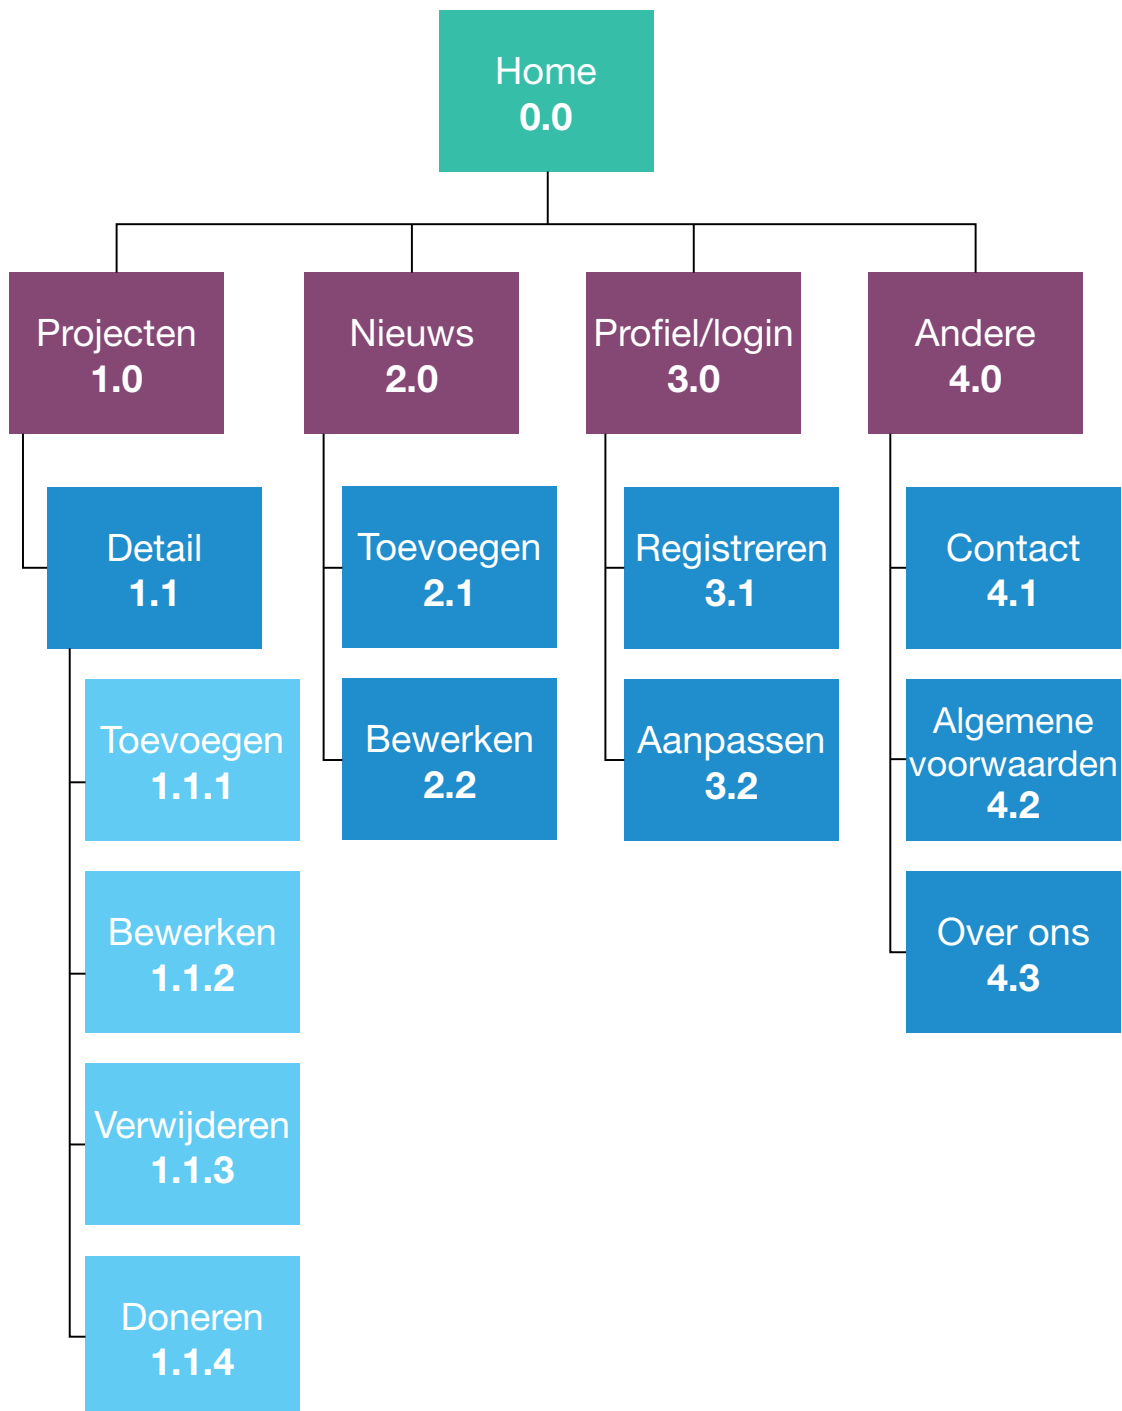 Home
0.0
Projecten
1.0
Nieuws
2.0
Profiel/login
3.0
Andere
4.0
Detail
1.1
Toevoegen
2.1
Registreren
3.1
Contact
4.1
Toevoegen
1.1.1
Bewerken
2.2
Aanpassen
3.2
Algemene
voorwaarden
4.2
Bewerken
1.1.2
Over ons
4.3
Verwijderen
1.1.3
Doneren
1.1.4